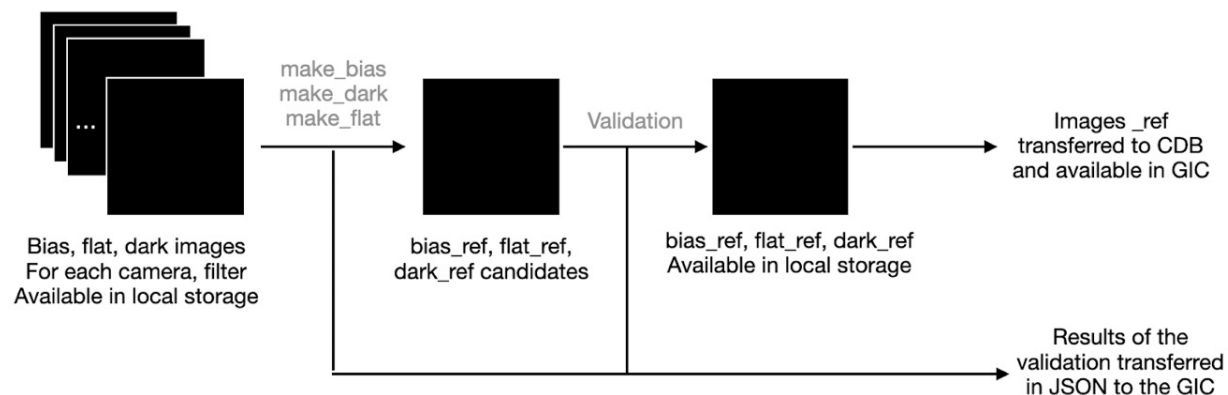 ...
Bias, flat, dark images
For each camera, filter
Available in local storage
make_bias
make_dark
make_flat
bias_ref, flat_ref,
dark_ref candidates
Validation
bias_ref, flat_ref, dark_ref
Available in local storage
Images _ref
transferred to CDB
and available in GIC
Results of the
validation transferred
in JSON to the GIC